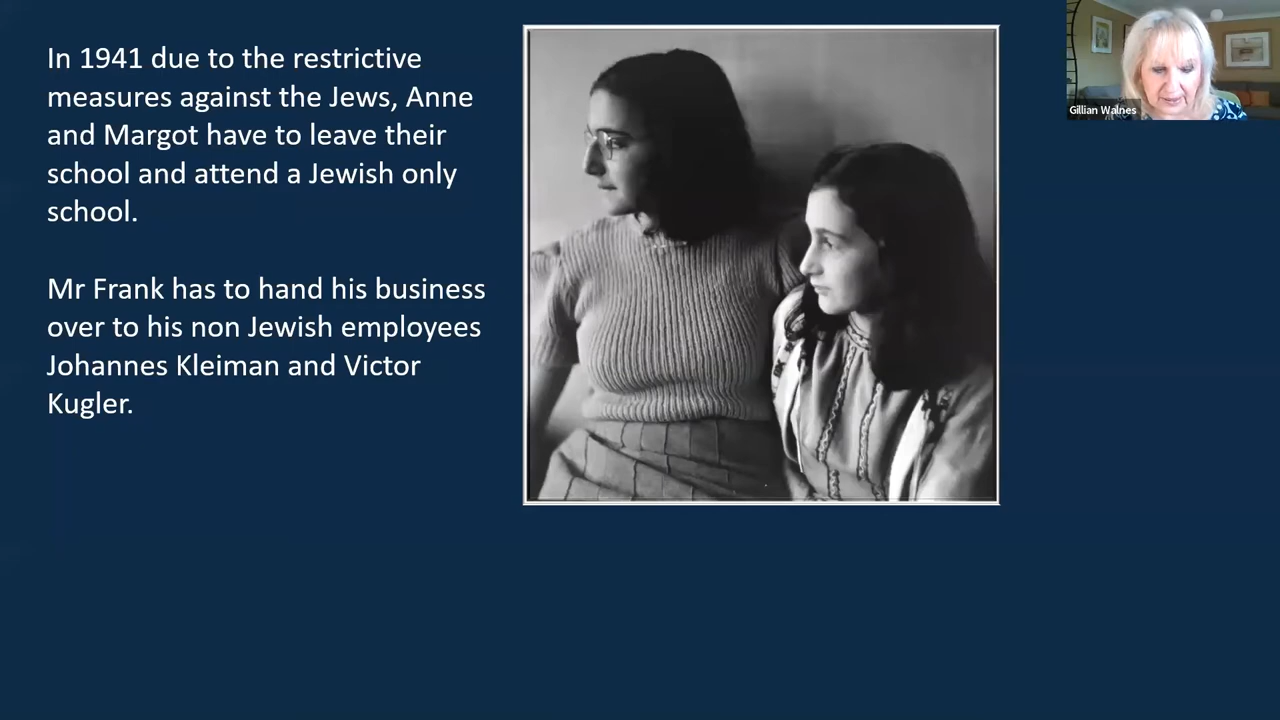 In 1941 due to the restrictive
measures against the Jews, Anne
and Margot have to leave their
school and attend a Jewish only
school.
Mr Frank has to hand his business
over to his non Jewish employees
Johannes Kleiman and Victor
Kugler.
Gillian Walnes